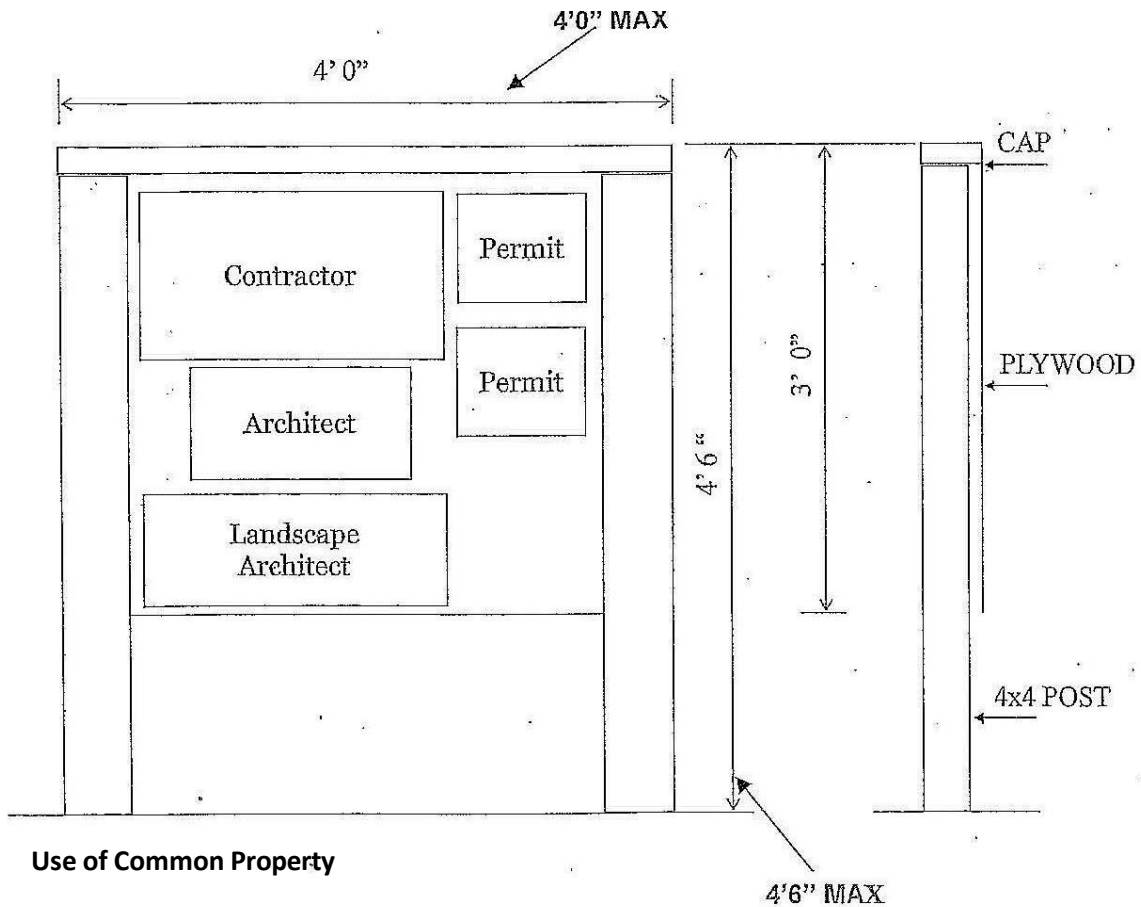 4'0" MAX
4' 0"
CAP
Permit
Contractor
3' 0"
PLYWOOD
Permit
Architect
4' 6"
Landscape
Architect
4x4 POST
Use of Common Property
4'6" MAX